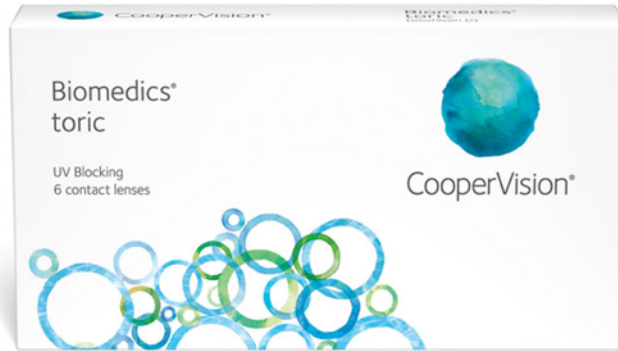 CooperVision®
Biomedics®
toric
Biomedics®
toric
UV Blocking
6 contact lenses
CooperVision®